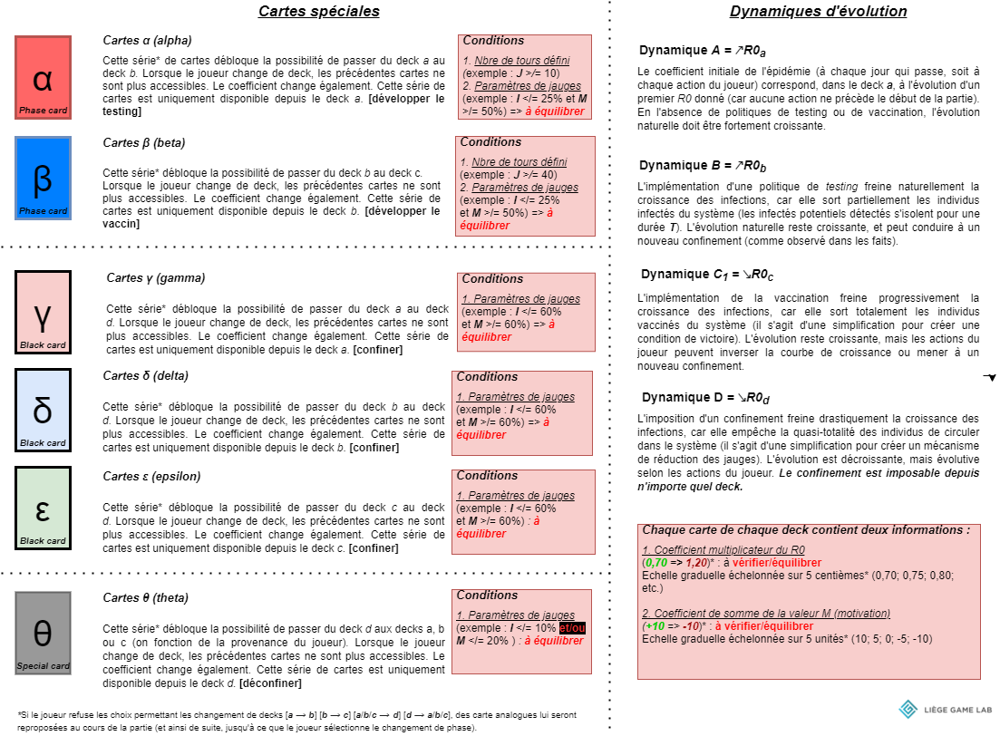 Cartes spéciales
α
Phase card
Cartes α (alpha)
Cette série* de cartes débloque la possibilité de passer du deck a au
deck b. Lorsque le joueur change de deck, les précédentes cartes ne
sont plus accessibles. Le coefficient change également. Cette série de
cartes est uniquement disponible depuis le deck a. [développer le
testing]
Conditions
1. Nbre de tours défini
(exemple : J >/= 10)
2. Paramètres de jauges
(exemple : I </= 25% et M
>/= 50%) => à équilibrer
β
Phase card
Cartes β (beta)
Cette série* débloque la possibilité de passer du deck b au deck c.
Lorsque le joueur change de deck, les précédentes cartes ne sont
plus accessibles. Le coefficient change également. Cette série de
cartes est uniquement disponible depuis le deck b. [développer le
vaccin]
Conditions
1. Nbre de tours défini
(exemple : J >/= 40)
2. Paramètres de jauges
(exemple : I </= 25%
et M >/= 50%) => à
équilibrer
γ
Black card
Cartes γ (gamma)
Cette série* débloque la possibilité de passer du deck a au deck
d. Lorsque le joueur change de deck, les précédentes cartes ne sont
plus accessibles. Le coefficient change également. Cette série de
cartes est uniquement disponible depuis le deck a. [confiner]
Conditions
1. Paramètres de jauges
(exemple : I </= 60%
et M >/= 60%) => à
équilibrer
δ
Black card
Cartes δ (delta)
Cette série* débloque la possibilité de passer du deck b au deck
d. Lorsque le joueur change de deck, les précédentes cartes ne sont
plus accessibles. Le coefficient change également. Cette série de
cartes est uniquement disponible depuis le deck b. [confiner]
Conditions
1. Paramètres de jauges
(exemple : I </= 60%
et M >/= 60%) => à
équilibrer
ε
Black card
Cartes ε (epsilon)
Cette série* débloque la possibilité de passer du deck c au deck
d. Lorsque le joueur change de deck, les précédentes cartes ne sont
plus accessibles. Le coefficient change également. Cette série de
cartes est uniquement disponible depuis le deck c. [confiner]
Conditions
1. Paramètres de jauges
(exemple : I </= 60%
et M >/= 60%) : à
équilibrer
θ
Special card
Cartes θ (theta)
Cette série* débloque la possibilité de passer du deck d aux decks a, b
ou c (on fonction de la provenance du joueur). Lorsque le joueur
change de deck, les précédentes cartes ne sont plus accessibles. Le
coefficient change également. Cette série de cartes est uniquement
disponible depuis le deck d. [déconfiner]
Conditions
1. Paramètres de jauges
(exemple : I </= 10% et/ou
M </= 20% ) : à équilibrer
*Si le joueur refuse les choix permettant les changement de decks [a ⟶ b] [b ⟶ c] [a/b/c ⟶ d] [d ⟶ a/b/c], des carte analogues lui seront
reproposées au cours de la partie (et ainsi de suite, jusqu'à ce que le joueur sélectionne le changement de phase).
Dynamiques d'évolution
Dynamique A = ↗R0a
Le coefficient initiale de l'épidémie (à chaque jour qui passe, soit à
chaque action du joueur) correspond, dans le deck a, à l'évolution d'un
premier R0 donné (car aucune action ne précède le début de la partie).
En l'absence de politiques de testing ou de vaccination, l'évolution
naturelle doit être fortement croissante.
Dynamique B = ↗R0b
L'implémentation d'une politique de testing freine naturellement la
croissance des infections, car elle sort partiellement les individus
infectés du système (les infectés potentiels détectés s'isolent pour une
durée T). L'évolution naturelle reste croissante, et peut conduire à un
nouveau confinement (comme observé dans les faits).
Dynamique C1 = ↘R0c
L'implémentation de la vaccination freine progressivement la
croissance des infections, car elle sort totalement les individus
vaccinés du système (il s'agit d'une simplification pour créer une
condition de victoire). L'évolution reste croissante, mais les actions du
joueur peuvent inverser la courbe de croissance ou mener à un
nouveau confinement.
Dynamique D = ↘R0d
L'imposition d'un confinement freine drastiquement la croissance des
infections, car elle empêche la quasi-totalité des individus de circuler
dans le système (il s'agit d'une simplification pour créer un mécanisme
de réduction des jauges). L'évolution est décroissante, mais évolutive
selon les actions du joueur. Le confinement est imposable depuis
n'importe quel deck.
Chaque carte de chaque deck contient deux informations :
1. Coefficient multiplicateur du R0
(0,70 => 1,20)* : à vérifier/équilibrer
Echelle graduelle échelonnée sur 5 centièmes* (0,70; 0,75; 0,80;
etc.)
2. Coefficient de somme de la valeur M (motivation)
(+10 => -10)* : à vérifier/équilibrer
Echelle graduelle échelonnée sur 5 unités* (10; 5; 0; -5; -10)
LIÈGE GAME LAB